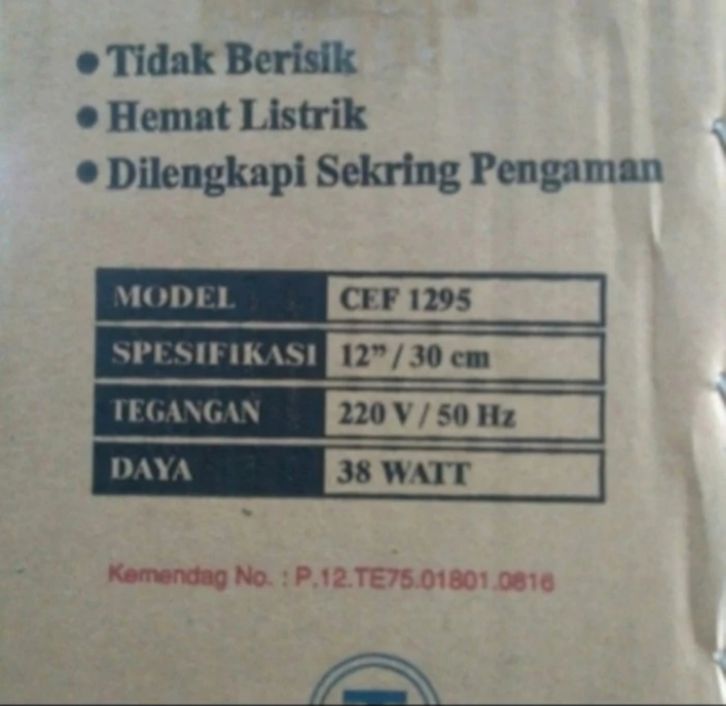 • Tidak Berisik
• Hemat Listrik
• Dilengkapi Sekring Pengaman
MODEL CEF 1295
SPESIFIKASI 12” / 30 cm
TEGANGAN 220 V / 50 Hz
DAYA 38 WATT
Kemendag No. : P.12.TE75.01801.0816